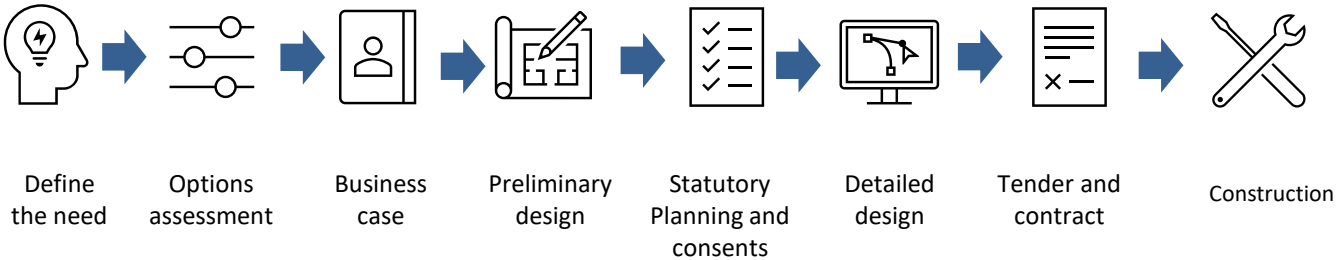 Define
the need
Options
assessment
Business
case
Preliminary
design
Statutory
Planning and
consents
Detailed
design
Tender and
contract
Construction